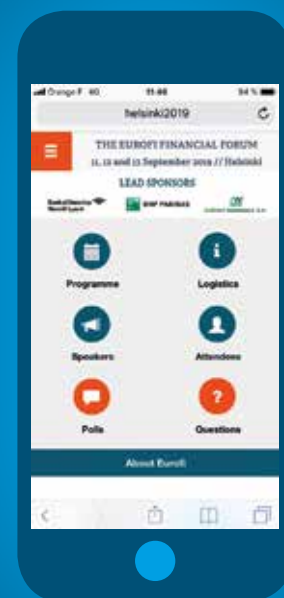 Orange F 4G 11:46 94 %
helsinki2019
THE EUROFI FINANCIAL FORUM
11, 12 and 13 September 2019 // Helsinki
LEAD SPONSORS
BNP PARIBAS
Programme
Logistics
Speakers
Attendees
Polls
Questions
About Eurofi